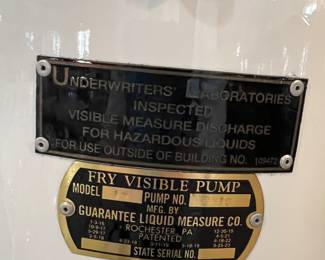 UNDERWRITERS' LABORATORIES
INSPECTED
VISIBLE MEASURE DISCHARGE
FOR HAZARDOUS LIQUIDS
FOR USE OUTSIDE OF BUILDING NO. 109472
FRY VISIBLE PUMP
MODEL PUMP NO.
MFG. BY
GUARANTEE LIQUID MEASURE CO.
ROCHESTER, PA
PATENTED
STATE SERIAL NO.